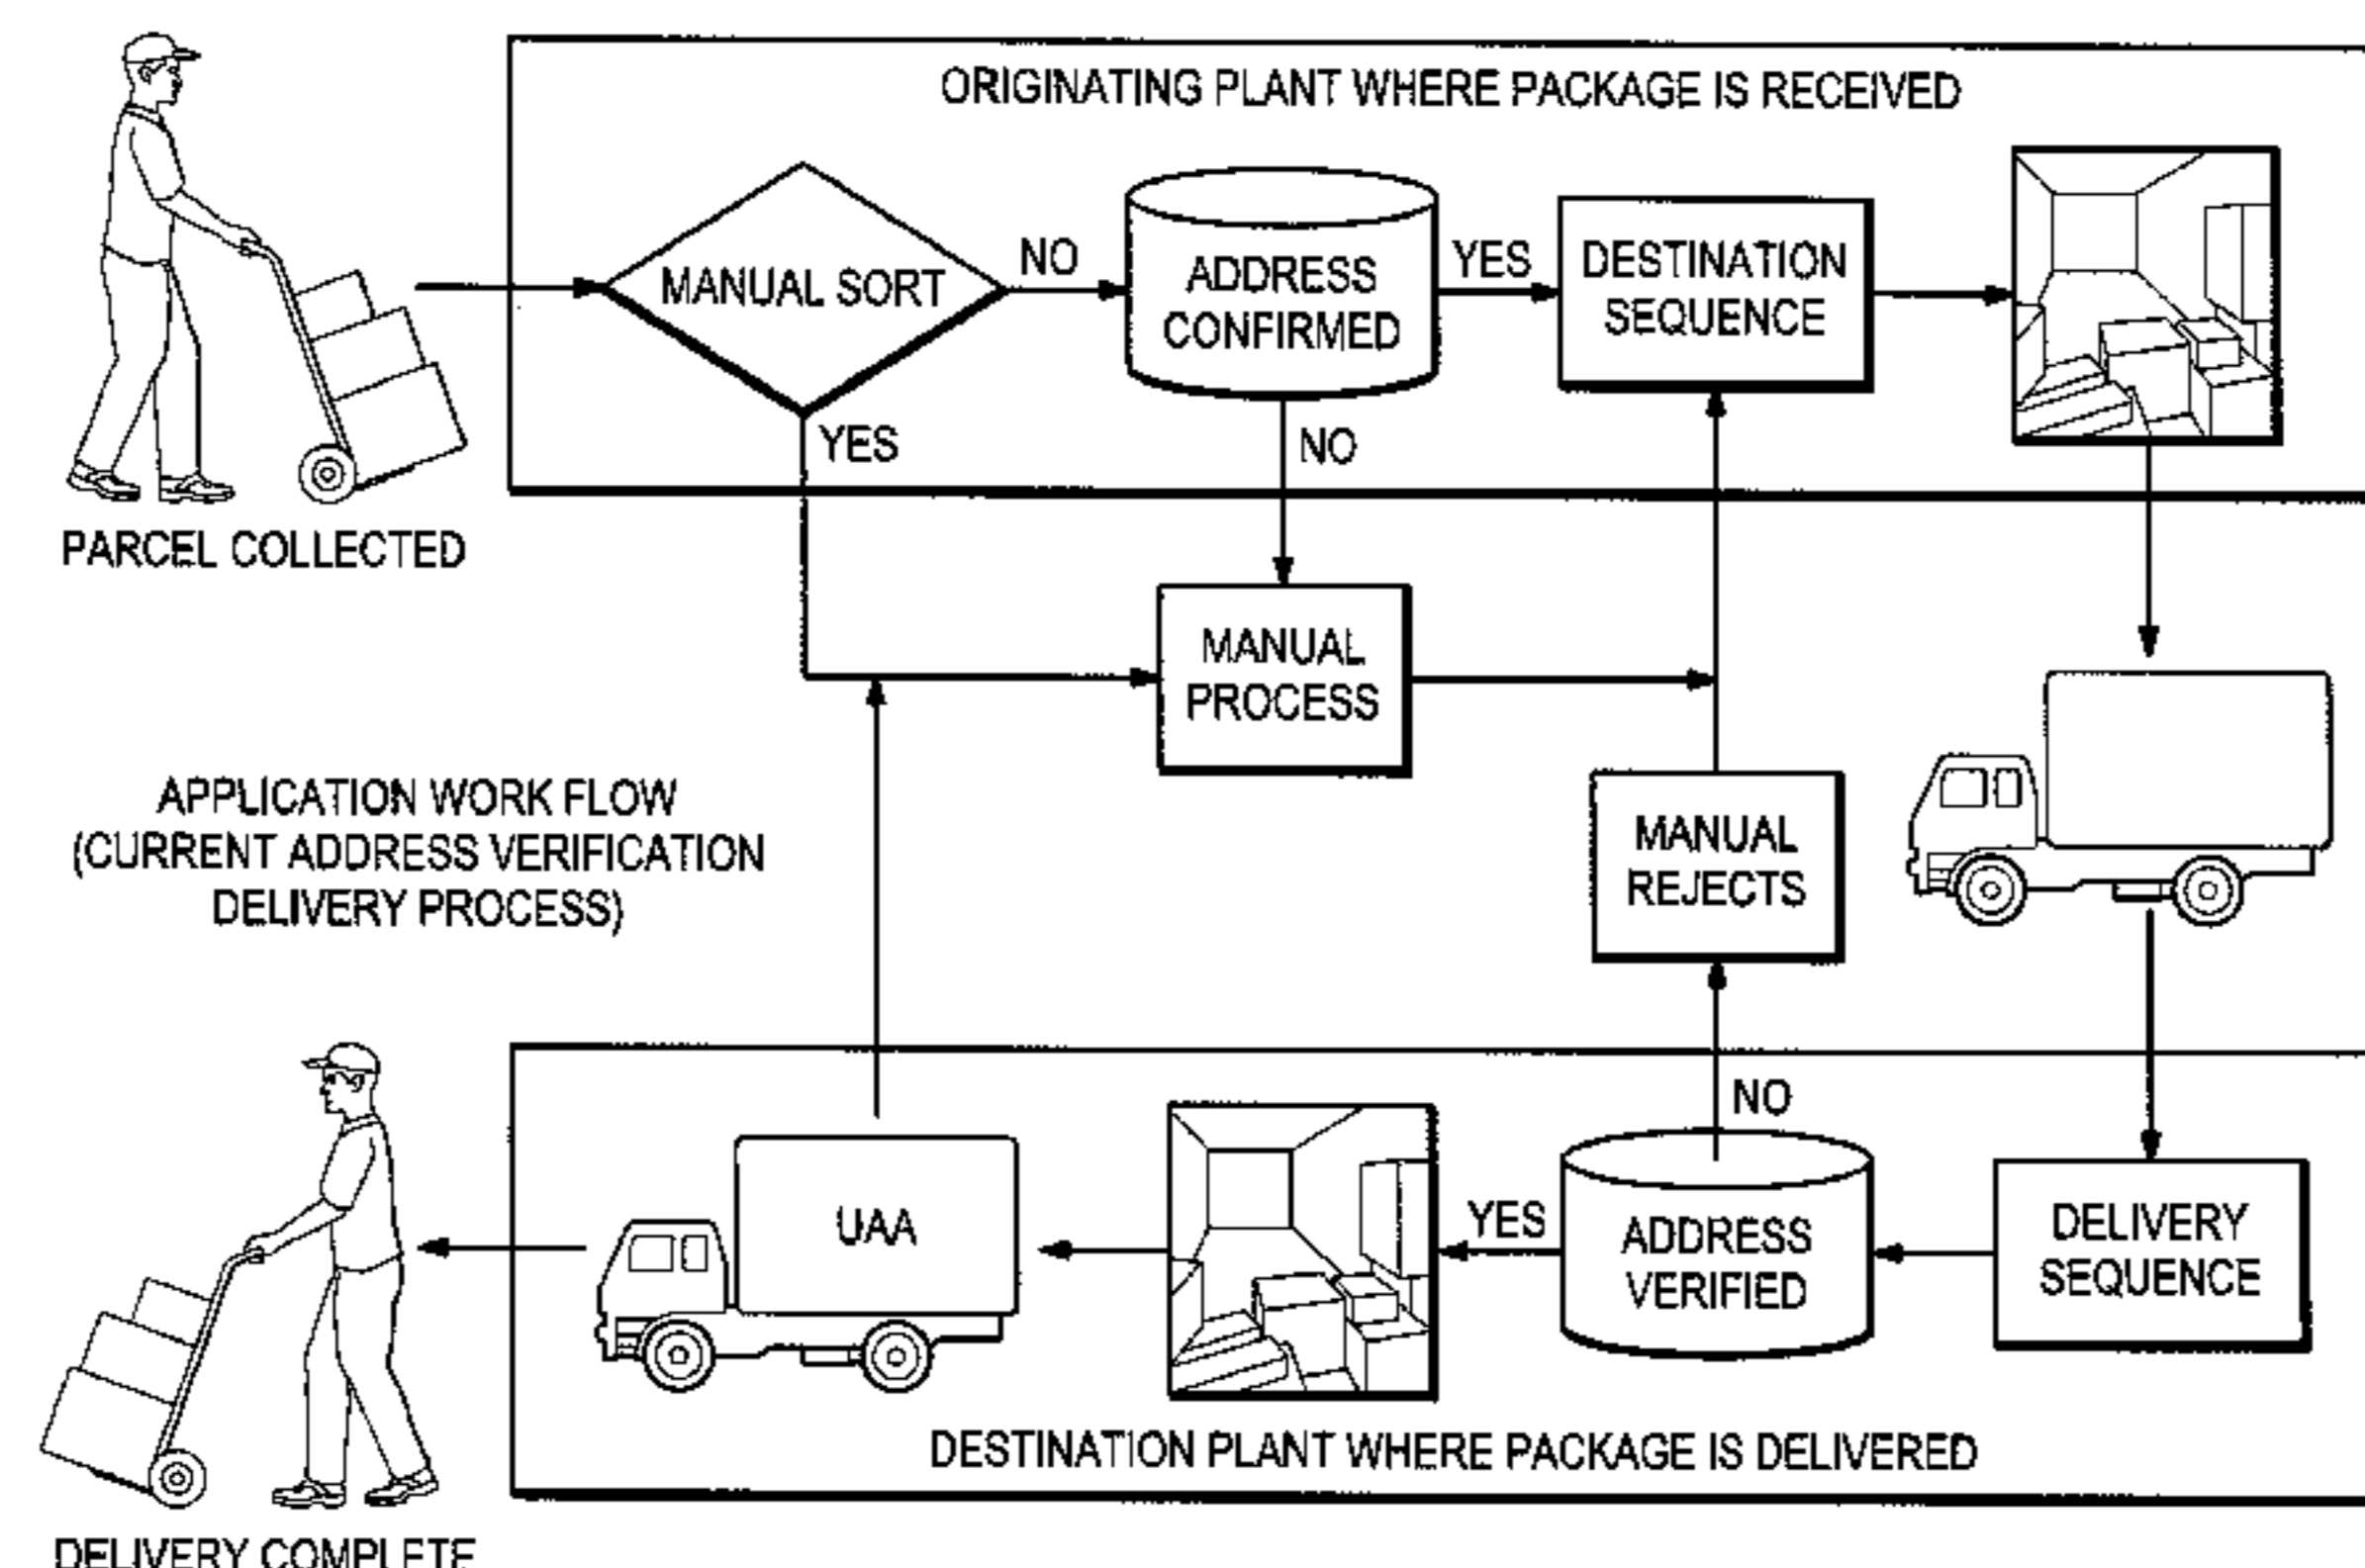 ORIGINATING PLANT WHERE PACKAGE IS RECEIVED
MANUAL SORT
NO
ADDRESS
CONFIRMED
YES
DESTINATION
SEQUENCE
YES
NO
PARCEL COLLECTED
MANUAL
PROCESS
APPLICATION WORK FLOW
(CURRENT ADDRESS VERIFICATION
DELIVERY PROCESS)
MANUAL
REJECTS
NO
UAA
YES
ADDRESS
VERIFIED
DELIVERY
SEQUENCE
DESTINATION PLANT WHERE PACKAGE IS DELIVERED
DELIVERY COMPLETE